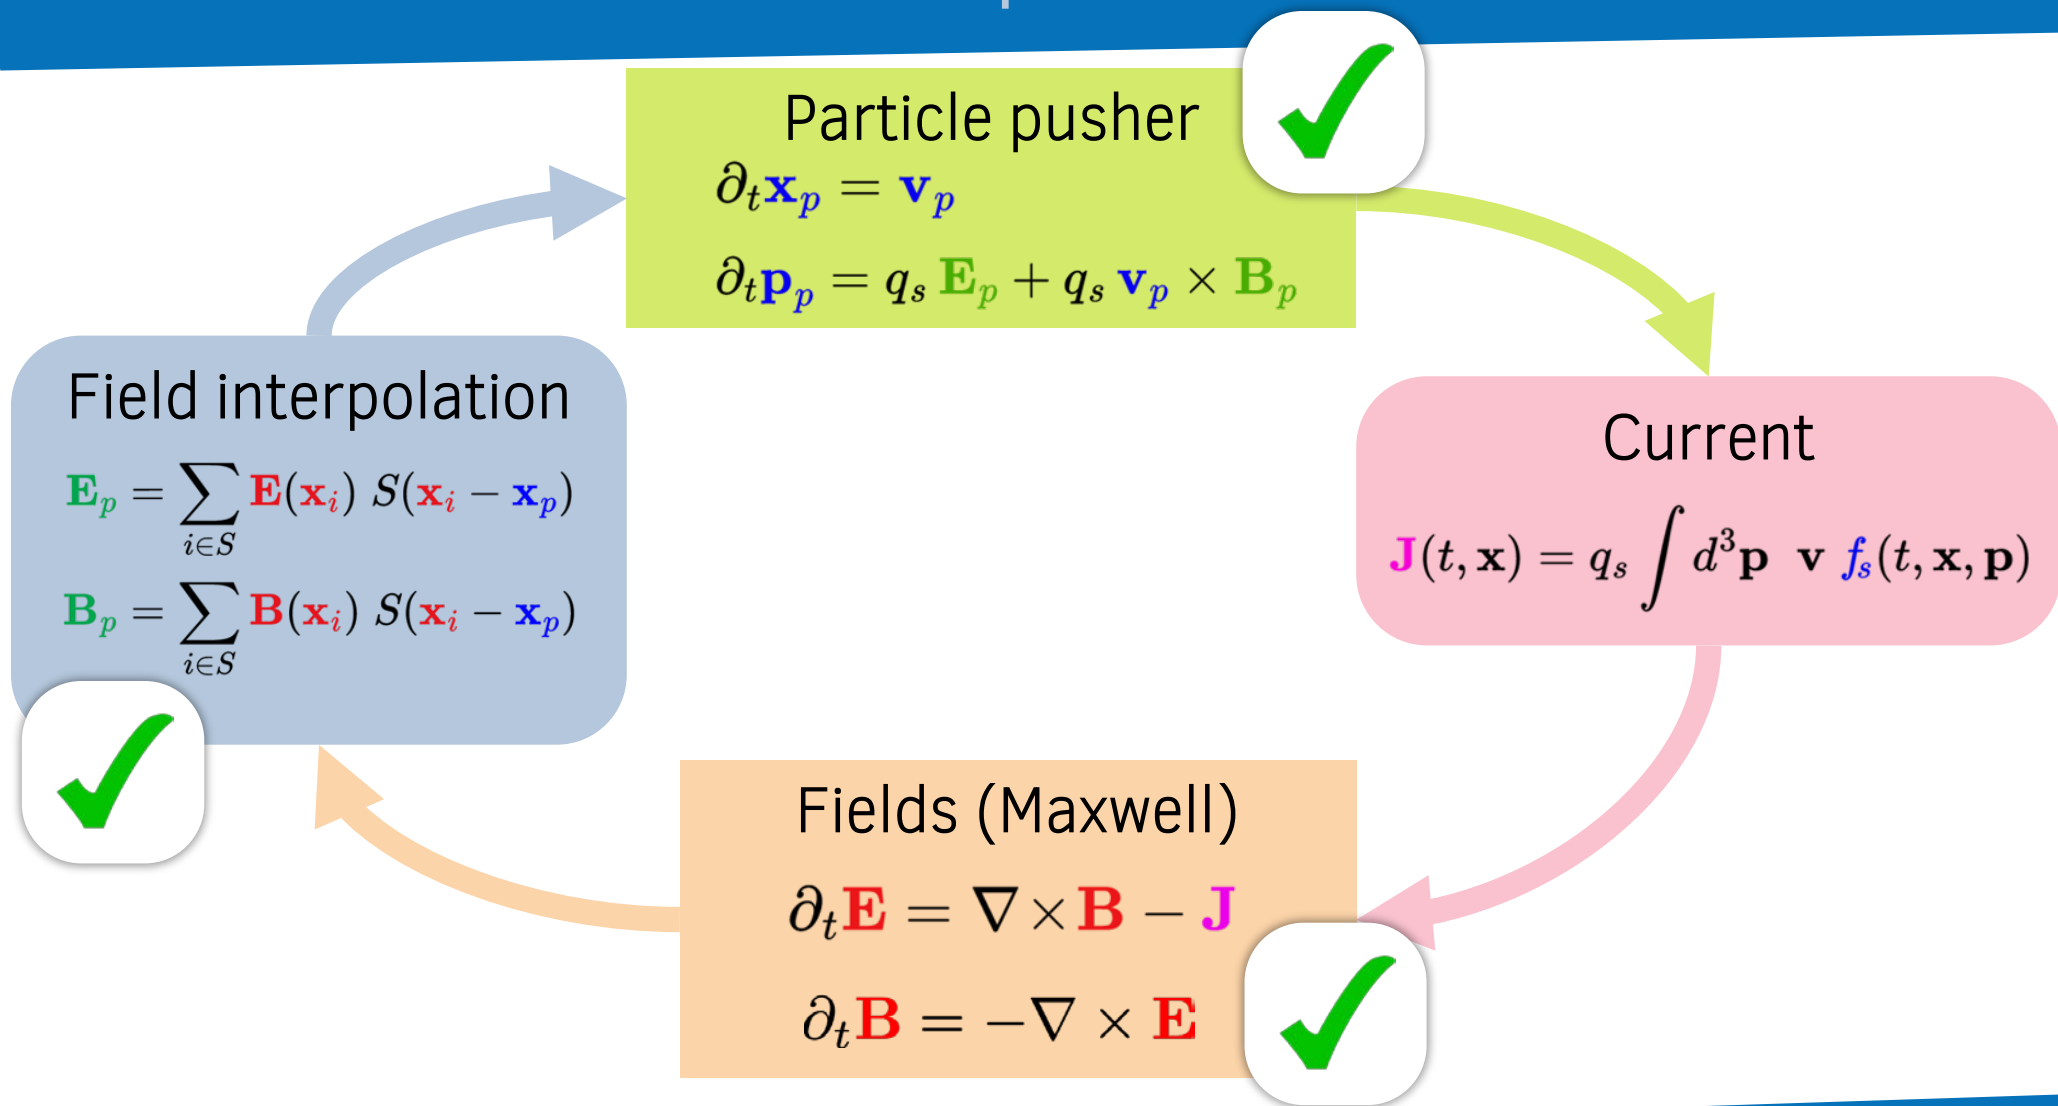 Particle pusher
∂ₜxₚ = vₚ
∂ₜpₚ = qₛ Eₚ + qₛ vₚ × Bₚ
Field interpolation
Eₚ = ∑_{i∈S} E(xᵢ) S(xᵢ − xₚ)
Bₚ = ∑_{i∈S} B(xᵢ) S(xᵢ − xₚ)
Current
J(t, x) = qₛ ∫ d³p v fₛ(t, x, p)
Fields (Maxwell)
∂ₜE = ∇×B − J
∂ₜB = −∇ × E